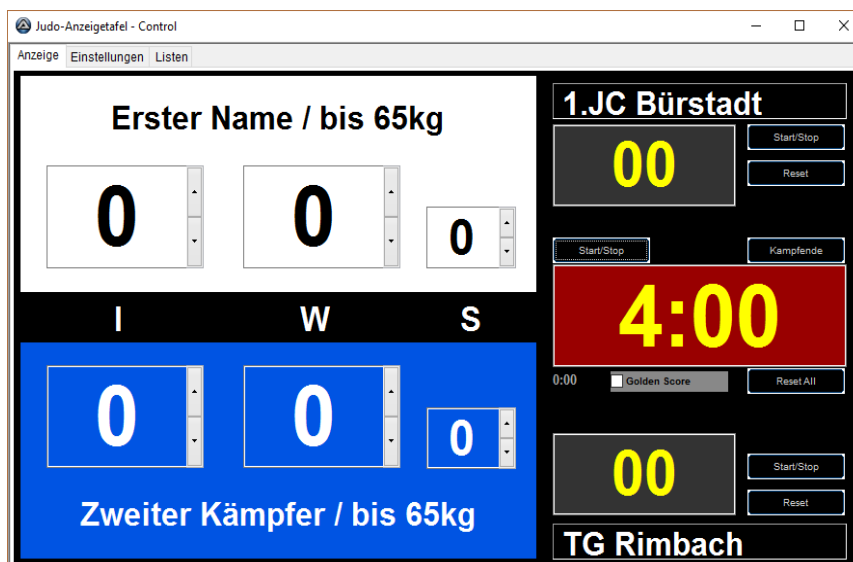 Judo-Anzeigetafel - Control
Anzeige Einstellungen Listen
Erster Name / bis 65kg
0 0 0
I W S
0 0 0
Zweiter Kämpfer / bis 65kg
1.JC Bürstadt
00
Start/Stop
Reset
Start/Stop Kampfende
4:00
0:00 Golden Score Reset All
00
Start/Stop
Reset
TG Rimbach